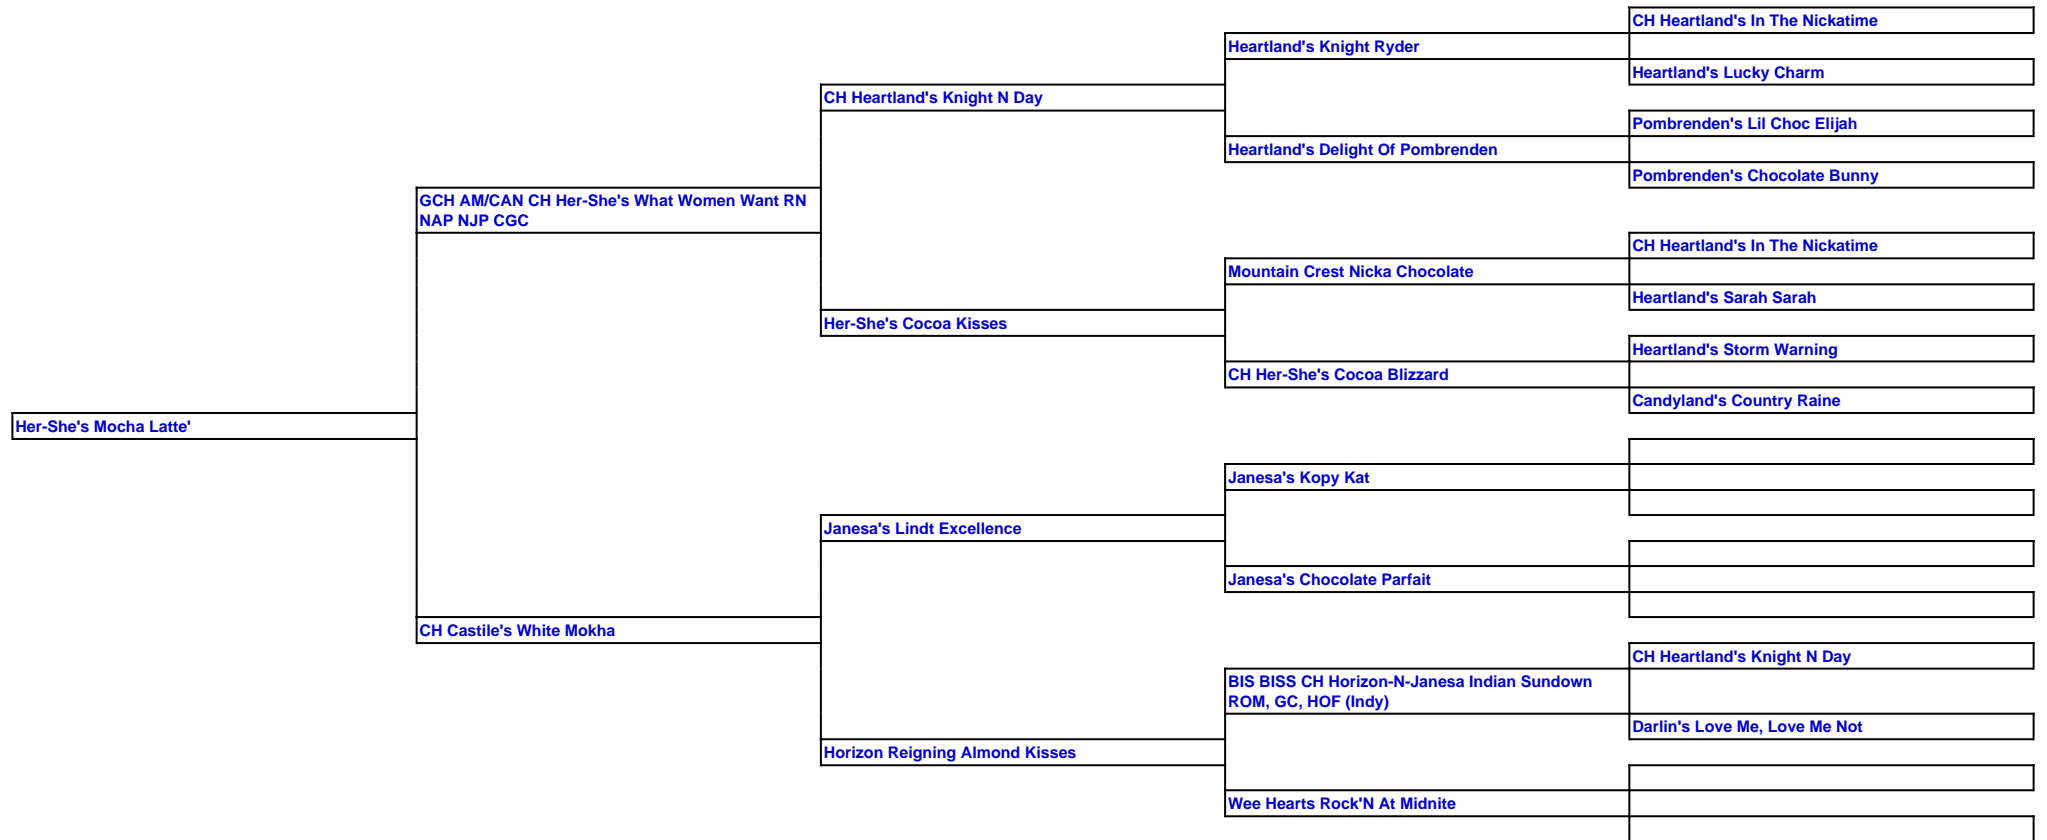 CH Heartland's In The Nickatime
Heartland's Knight Ryder
Heartland's Lucky Charm
CH Heartland's Knight N Day
Pombrenden's Lil Choc Elijah
Heartland's Delight Of Pombrenden
Pombrenden's Chocolate Bunny
GCH AM/CAN CH Her-She's What Women Want RN
NAP NJP CGC
CH Heartland's In The Nickatime
Mountain Crest Nicka Chocolate
Heartland's Sarah Sarah
Her-She's Cocoa Kisses
Heartland's Storm Warning
CH Her-She's Cocoa Blizzard
Candyland's Country Raine
Her-She's Mocha Latte'
Janesa's Kopy Kat
Janesa's Lindt Excellence
Janesa's Chocolate Parfait
CH Castile's White Mokha
CH Heartland's Knight N Day
BIS BISS CH Horizon-N-Janesa Indian Sundown
ROM, GC, HOF (Indy)
Darlin's Love Me, Love Me Not
Horizon Reigning Almond Kisses
Wee Hearts Rock'N At Midnite